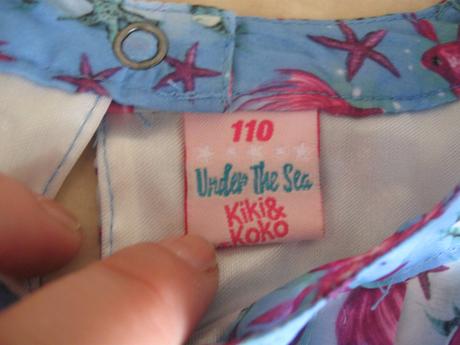 110
Under The Sea
Kiki&
Koko